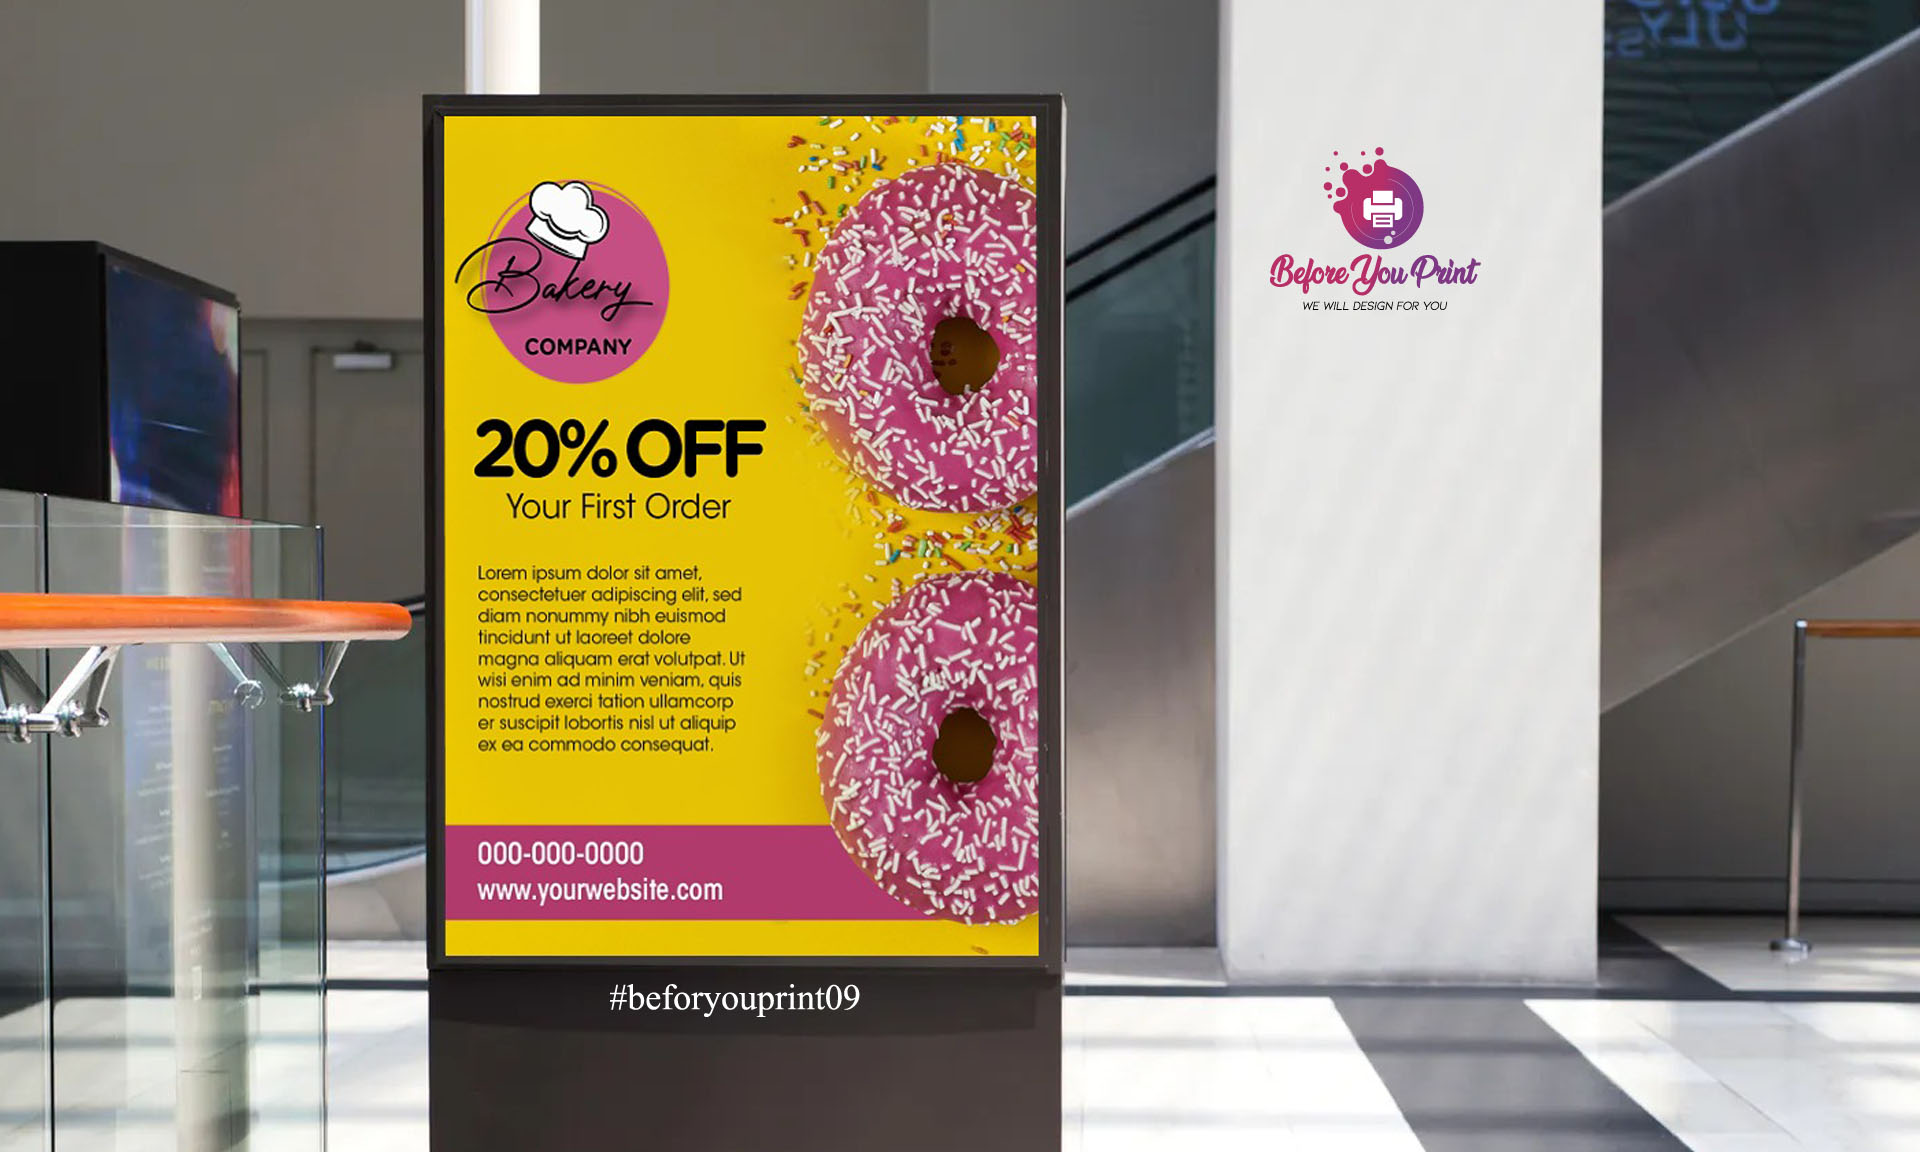 Bakery
COMPANY
20% OFF
Your First Order
Lorem ipsum dolor sit amet,
consectetuer adipiscing elit, sed
diam nonummy nibh euismod
tincidunt ut laoreet dolore
magna aliquam erat volutpat. Ut
wisi enim ad minim veniam, quis
nostrud exerci tation ullamcorp
er suscipit lobortis nisl ut aliquip
ex ea commodo consequat.
000-000-0000
www.yourwebsite.com
#beforyouprint09
Before You Print
WE WILL DESIGN FOR YOU